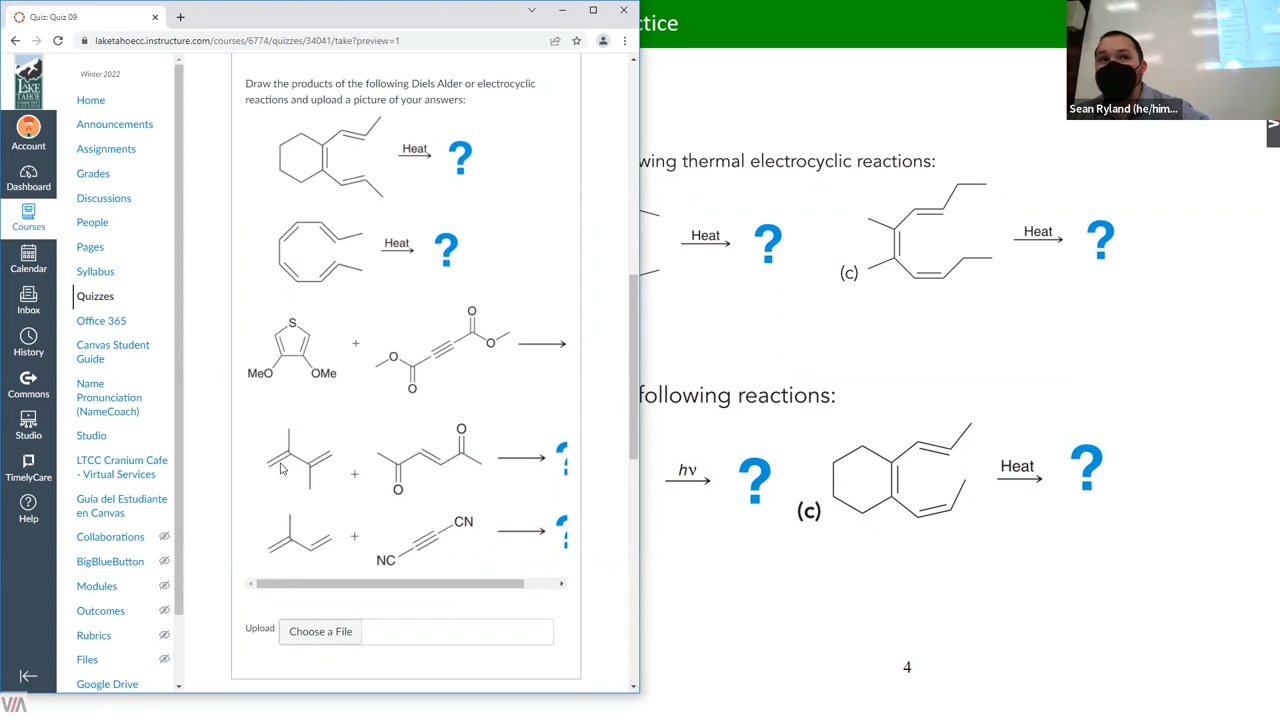 Quiz: Quiz 09
laketahoecc.instructure.com/courses/6774/quizzes/34041/take?preview=1
LAKE
TAHOE
Account
Dashboard
Courses
Calendar
Inbox
History
Commons
Studio
TimelyCare
Help
Winter 2022
Home
Announcements
Assignments
Grades
Discussions
People
Pages
Syllabus
Quizzes
Office 365
Canvas Student
Guide
Name
Pronunciation
(NameCoach)
Studio
LTCC Cranium Cafe
- Virtual Services
Guía del Estudiante
en Canvas
Collaborations
BigBlueButton
Modules
Outcomes
Rubrics
Files
Google Drive
Draw the products of the following Diels Alder or electrocyclic
reactions and upload a picture of your answers:
Heat
?
Heat
?
S
MeO
OMe
+
O
O
O
O
+
O
O
?
+
NC
CN
?
Upload
Choose a File
ctice
Sean Ryland (he/him...
V
wing thermal electrocyclic reactions:
Heat
?
(c)
Heat
?
following reactions:
hν
?
(c)
Heat
?
4
VIA